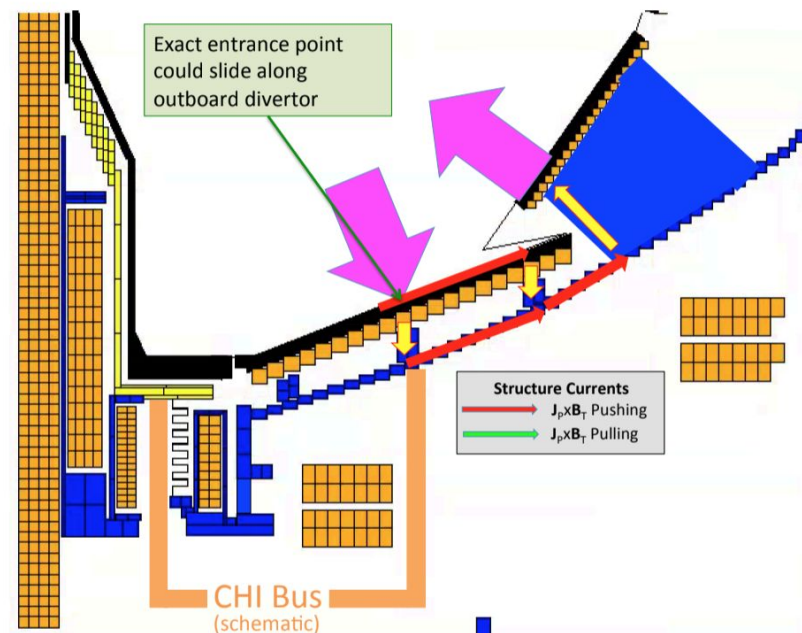 Exact entrance point
could slide along
outboard divertor
Structure Currents
JPxBT Pushing
JPxBT Pulling
CHI Bus
(schematic)